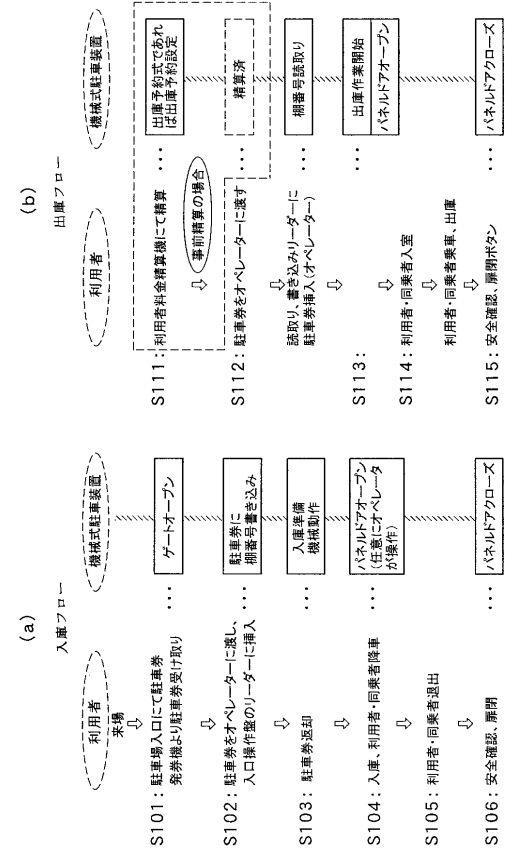 (a)
入庫フロー
利用者
機械式駐車装置
来場
S101: 駐車場入口にて駐車券
発券機より駐車券受け取り
・・・
ゲートオープン
S102: 駐車券をオペレーターに渡し、
入口操作盤のリーダーに挿入
・・・
駐車券に
棚番号書き込み
S103: 駐車券返却
・・・
入庫準備
機械動作
S104: 入庫、利用者・同乗者降車
・・・
パネルドアオープン
(任意にオペレータ
が操作)
S105: 利用者・同乗者退出
S106: 安全確認、扉閉
・・・
パネルドアクローズ
(b)
出庫フロー
利用者
機械式駐車装置
S111: 利用者料金精算機にて精算
・・・
出庫予約式であれ
ば出庫予約設定
事前精算の場合
S112: 駐車券をオペレーターに渡す
・・・
精算済
読取り、書き込みリーダーに
駐車券挿入(オペレーター)
・・・
棚番号読取り
S113:
・・・
出庫作業開始
パネルドアオープン
S114: 利用者・同乗者入室
利用者・同乗者乗車、出庫
S115: 安全確認、扉閉ボタン
・・・
パネルドアクローズ